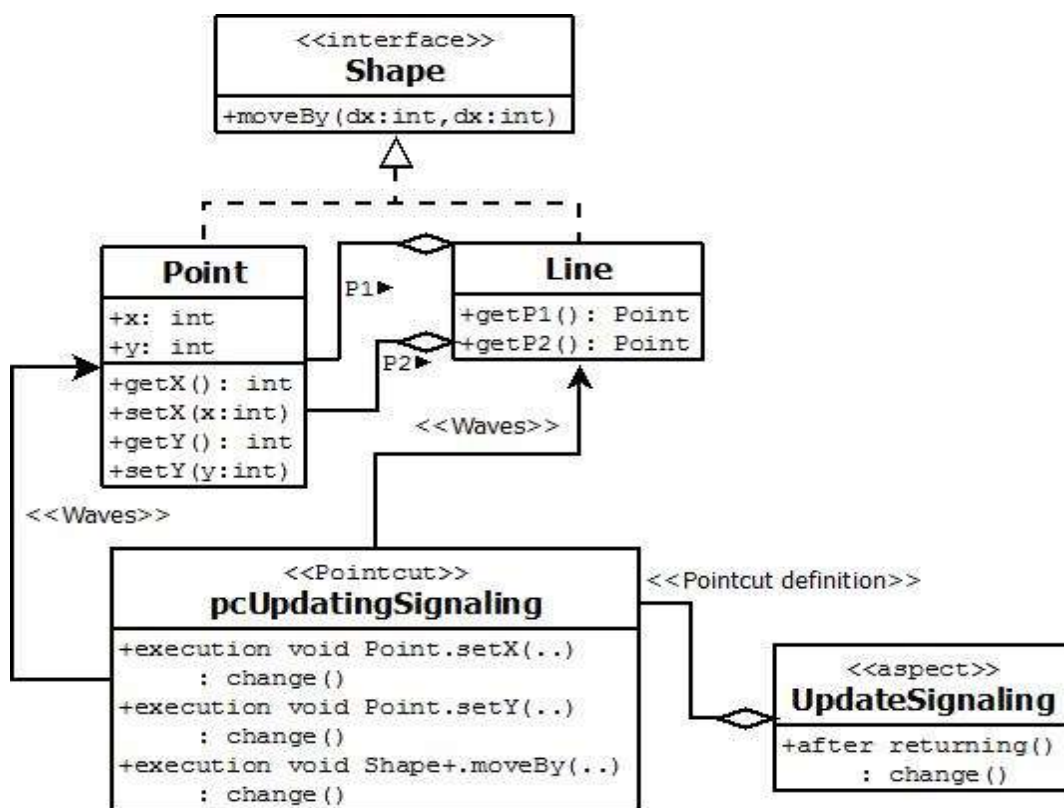 <<interface>>
Shape
+moveBy(dx:int,dx:int)
Point
+x: int
+y: int
+getX(): int
+setX(x:int)
+getY(): int
+setY(y:int)
P1►
P2►
Line
+getP1(): Point
+getP2(): Point
<<Waves>>
<<Waves>>
<<Pointcut>>
pcUpdatingSignaling
+execution void Point.setX(..)
: change()
+execution void Point.setY(..)
: change()
+execution void Shape+.moveBy(..)
: change()
<<Pointcut definition>>
<<aspect>>
UpdateSignaling
+after returning()
: change()